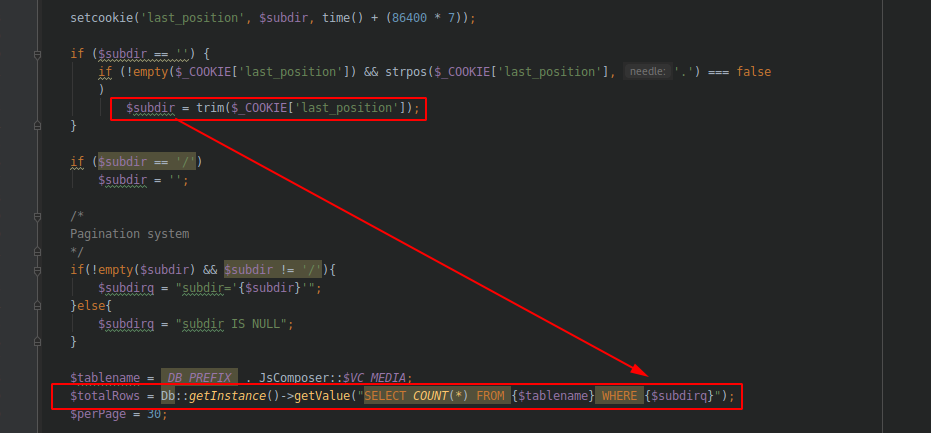 setcookie('last_position', $subdir, time() + (86400 * 7));
if ($subdir == '') {
if (!empty($_COOKIE['last_position']) && strpos($_COOKIE['last_position'], needle: '.') === false
)
$subdir = trim($_COOKIE['last_position']);
}
if ($subdir == '/')
$subdir = '';
/*
Pagination system
*/
if(!empty($subdir) && $subdir != '/'){
$subdirq = "subdir='{$subdir}'";
}else{
$subdirq = "subdir IS NULL";
}
$tablename = _DB_PREFIX_ . JsComposer::$VC_MEDIA;
$totalRows = Db::getInstance()->getValue("SELECT COUNT(*) FROM {$tablename} WHERE {$subdirq}");
$perPage = 30;